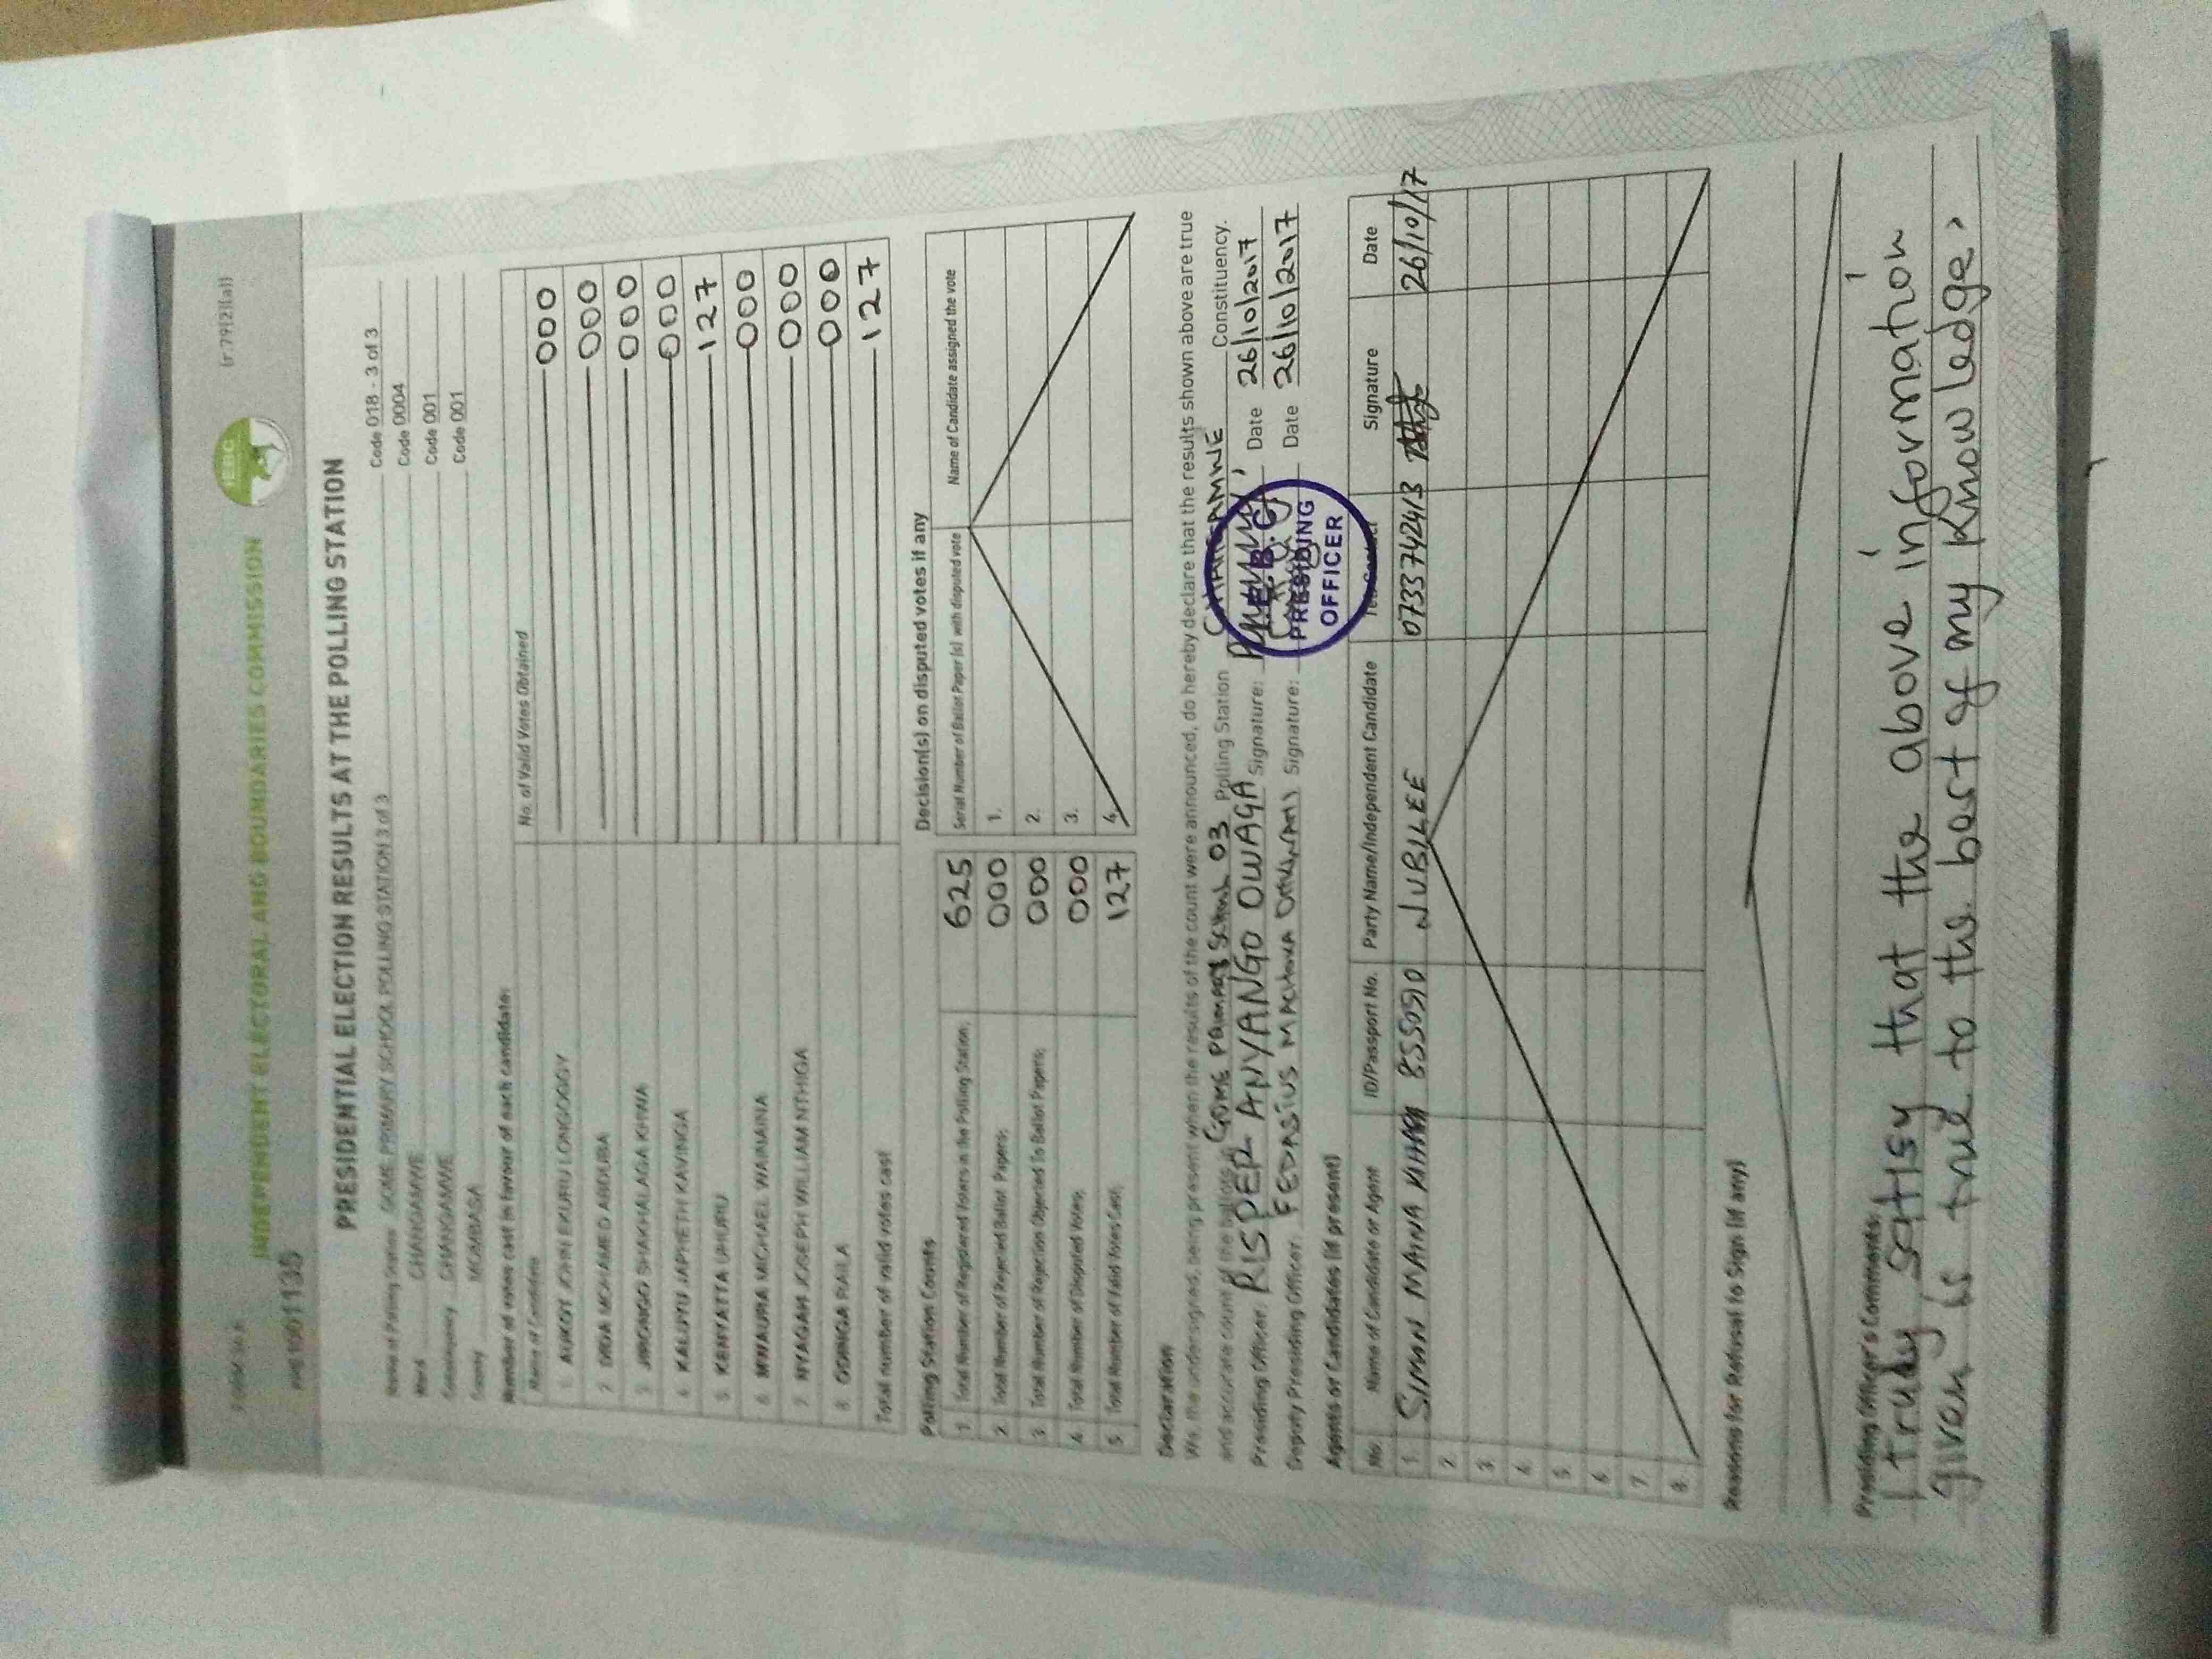 FORM 34A
(r.79(2)(a))
INDEPENDENT ELECTORAL AND BOUNDARIES COMMISSION
IEBC
PRESIDENTIAL ELECTION RESULTS AT THE POLLING STATION
Name of Polling Station GOME PRIMARY SCHOOL POLLING STATION 3 of 3 Code 018 - 3 of 3
Ward CHANGAMWE Code 0004
Constituency CHANGAMWE Code 001
County MOMBASA Code 001
Number of votes cast in favour of each candidate:
Name of Candidate No. of Valid Votes Obtained
1. AUKOT JOHN EKURU LONGOGGY 000
2. DIDA MOHAMED ABDUBA 000
3. JIRONGO SHAKHALAGA KHWA 000
4. KALUYU JAPHETH KAVINGA 000
5. KENYATTA UHURU 127
6. MWAURA MICHAEL WAINAINA 000
7. NYAGAH JOSEPH WILLIAM NTHIGA 000
8. ODINGA RAILA 000
Total number of valid votes cast 127
Polling Station Counts
1. Total Number of Registered Voters in the Polling Station; 625
2. Total Number of Rejected Ballot Papers; 000
3. Total Number of Rejection Objected To Ballot Papers; 000
4. Total Number of Disputed Votes; 000
5. Total Number of Valid Votes Cast; 127
Decision(s) on disputed votes if any
Serial Number of Ballot Paper (s) with disputed vote Name of Candidate assigned the vote
1.
2.
3.
4.
Declaration
We, the undersigned, being present when the results of the count were announced, do hereby declare that the results shown above are true
and accurate count of the ballots in GOME PRIMARY SCHOOL 03 Polling Station CHANGAMWE Constituency.
Presiding Officer: RISPER ANYANGO OWAGA Signature: Date 26/10/2017
Deputy Presiding Officer: FEDASIUS MACHUKA Signature: Date 26/10/2017
I.E.B.C.
PRESIDING
OFFICER
Agents or Candidates (if present)
No. Name of Candidate or Agent ID/Passport No. Party Name/Independent Candidate Tel. Contact Signature Date
1. SIMAN MAINA 8550510 JUBILEE 0733742413 26/10/17
2.
3.
4.
5.
6.
7.
8.
Reasons for Refusal to Sign (if any)
Presiding Officer's Comments:
I truly satisy that the above information
given is true to the best of my knowledge.